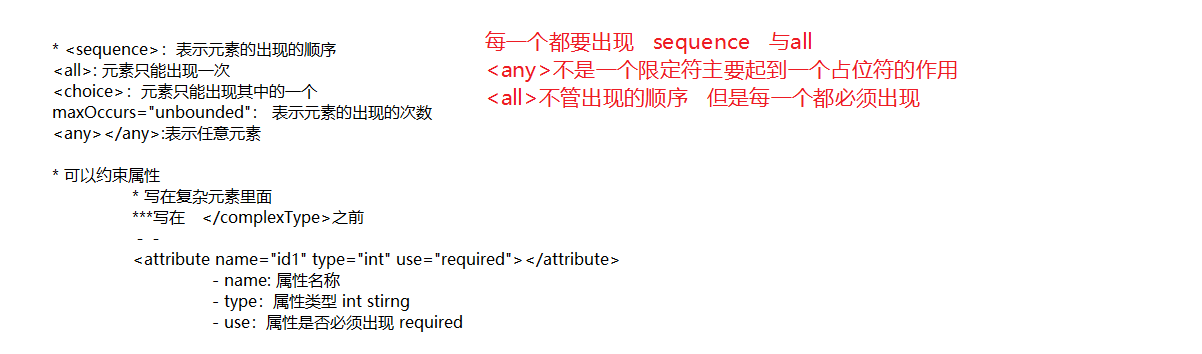 * <sequence>：表示元素的出现的顺序
<all>: 元素只能出现一次
<choice>：元素只能出现其中的一个
maxOccurs="unbounded"： 表示元素的出现的次数
<any></any>:表示任意元素
每一个都要出现 sequence 与all
<any>不是一个限定符主要起到一个占位符的作用
<all>不管出现的顺序 但是每一个都必须出现
* 可以约束属性
* 写在复杂元素里面
***写在 </complexType>之前
- -
<attribute name="id1" type="int" use="required"></attribute>
- name: 属性名称
- type：属性类型 int stirng
- use：属性是否必须出现 required